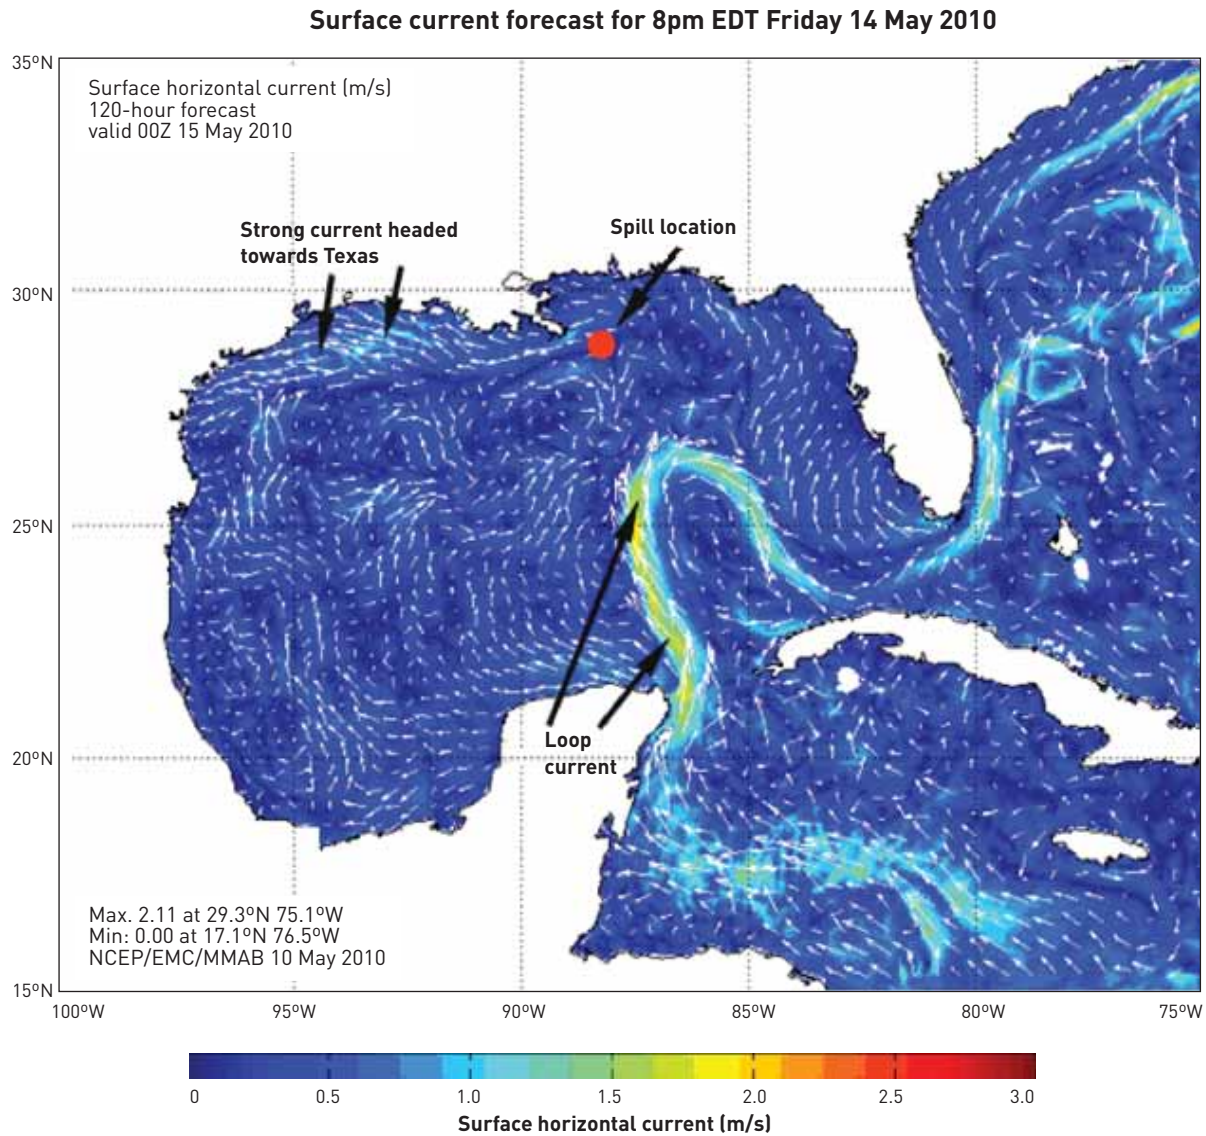 Surface current forecast for 8pm EDT Friday 14 May 2010
35ºN
Surface horizontal current (m/s)
120-hour forecast
valid 00Z 15 May 2010
Strong current headed
towards Texas
Spill location
30ºN
25ºN
Loop
current
20ºN
Max. 2.11 at 29.3ºN 75.1ºW
Min: 0.00 at 17.1ºN 76.5ºW
NCEP/EMC/MMAB 10 May 2010
15ºN
100ºW 95ºW 90ºW 85ºW 80ºW 75ºW
0 0.5 1.0 1.5 2.0 2.5 3.0
Surface horizontal current (m/s)